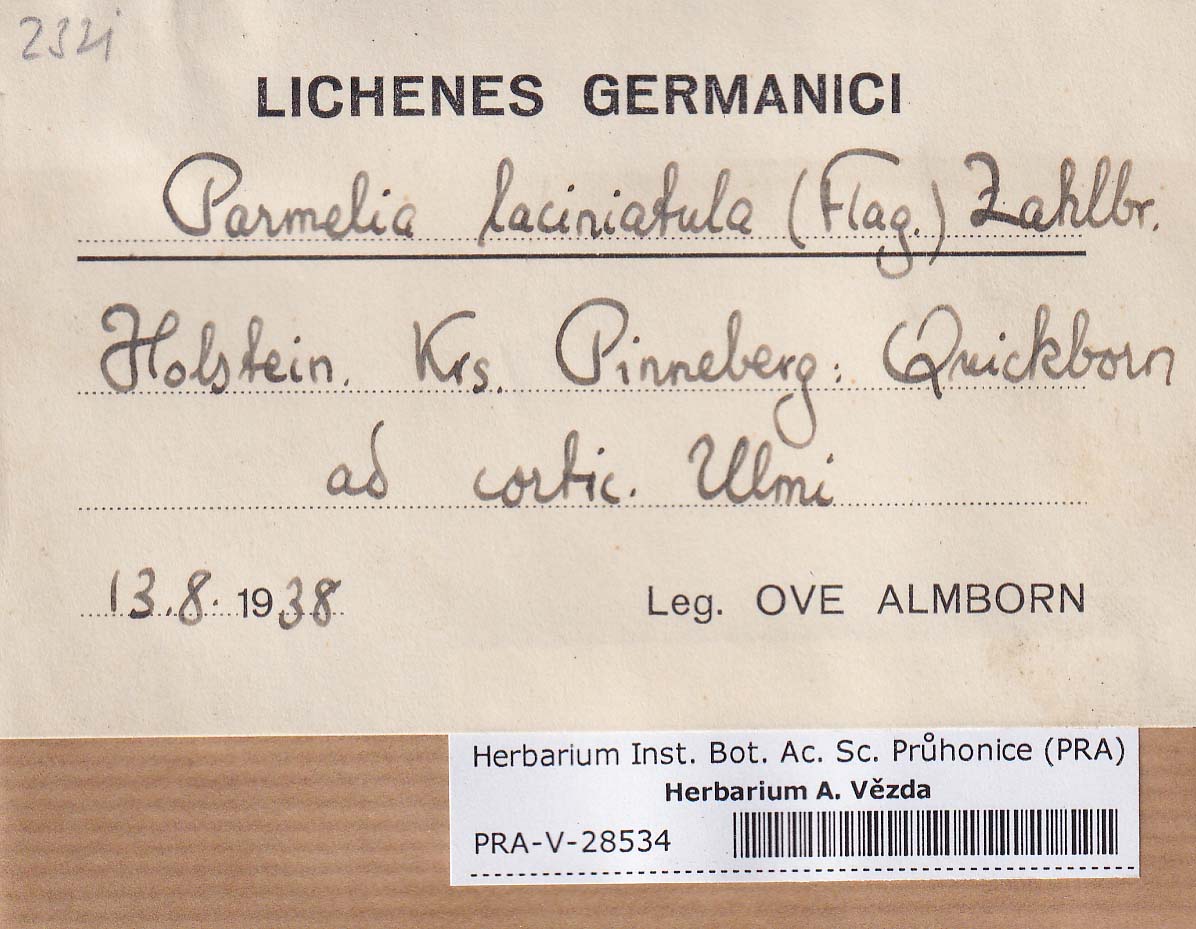 LICHENES GERMANICI
Parmelia laciniatula (Flag.) Zahlbr.
Holstein. Krs. Pinneberg: Quickborn
ad cortic. Ulmi
13.8. 1938 Leg. OVE ALMBORN
Herbarium Inst. Bot. Ac. Sc. Průhonice (PRA)
Herbarium A. Vězda
PRA-V-28534